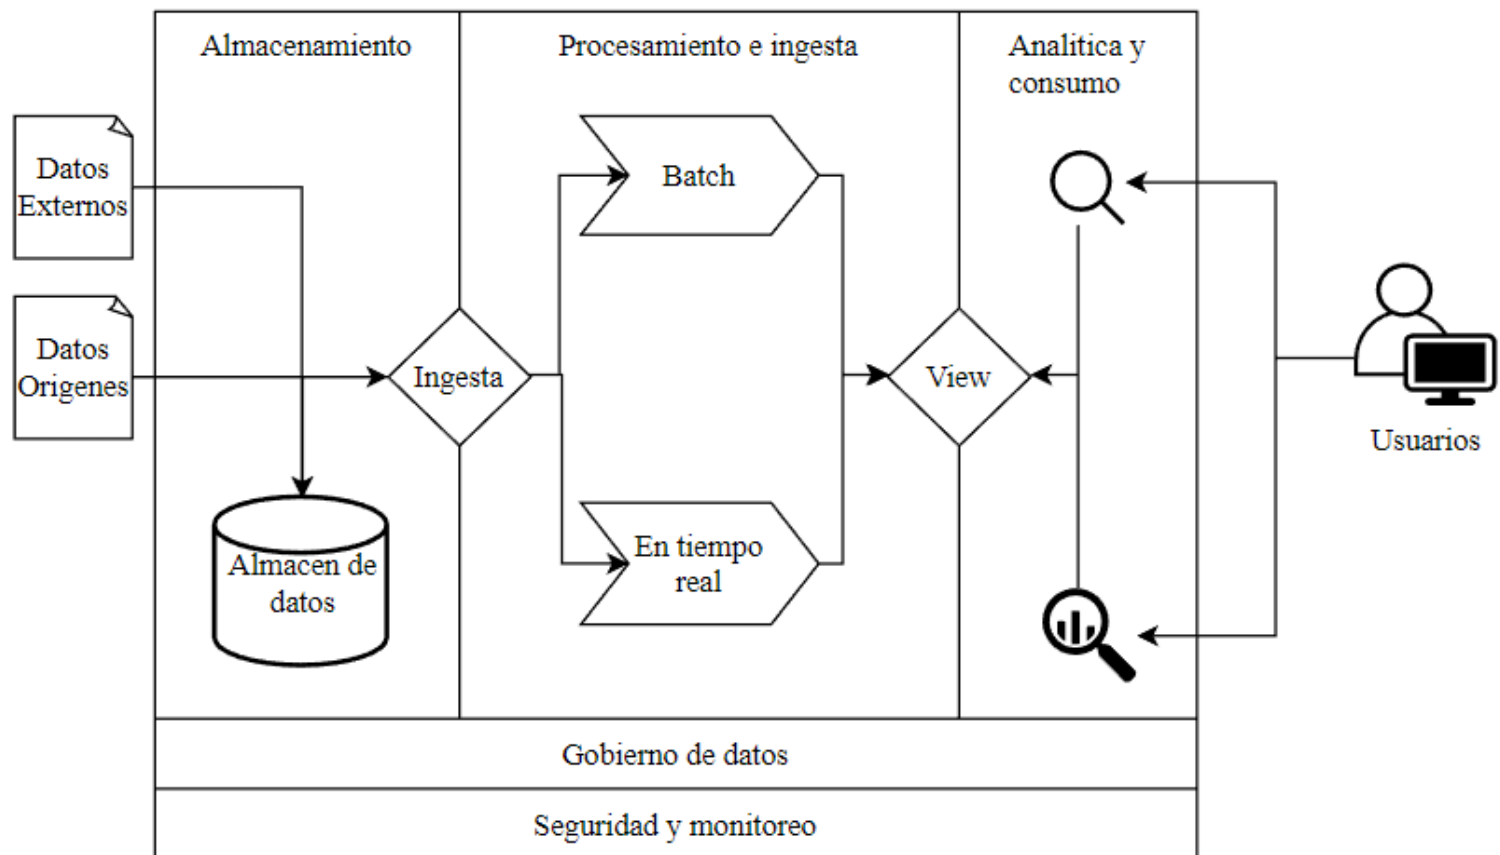 Almacenamiento
Procesamiento e ingesta
Analitica y
consumo
Datos
Externos
Batch
Datos
Origenes
Ingesta
View
Usuarios
Almacen de
datos
En tiempo
real
Gobierno de datos
Seguridad y monitoreo